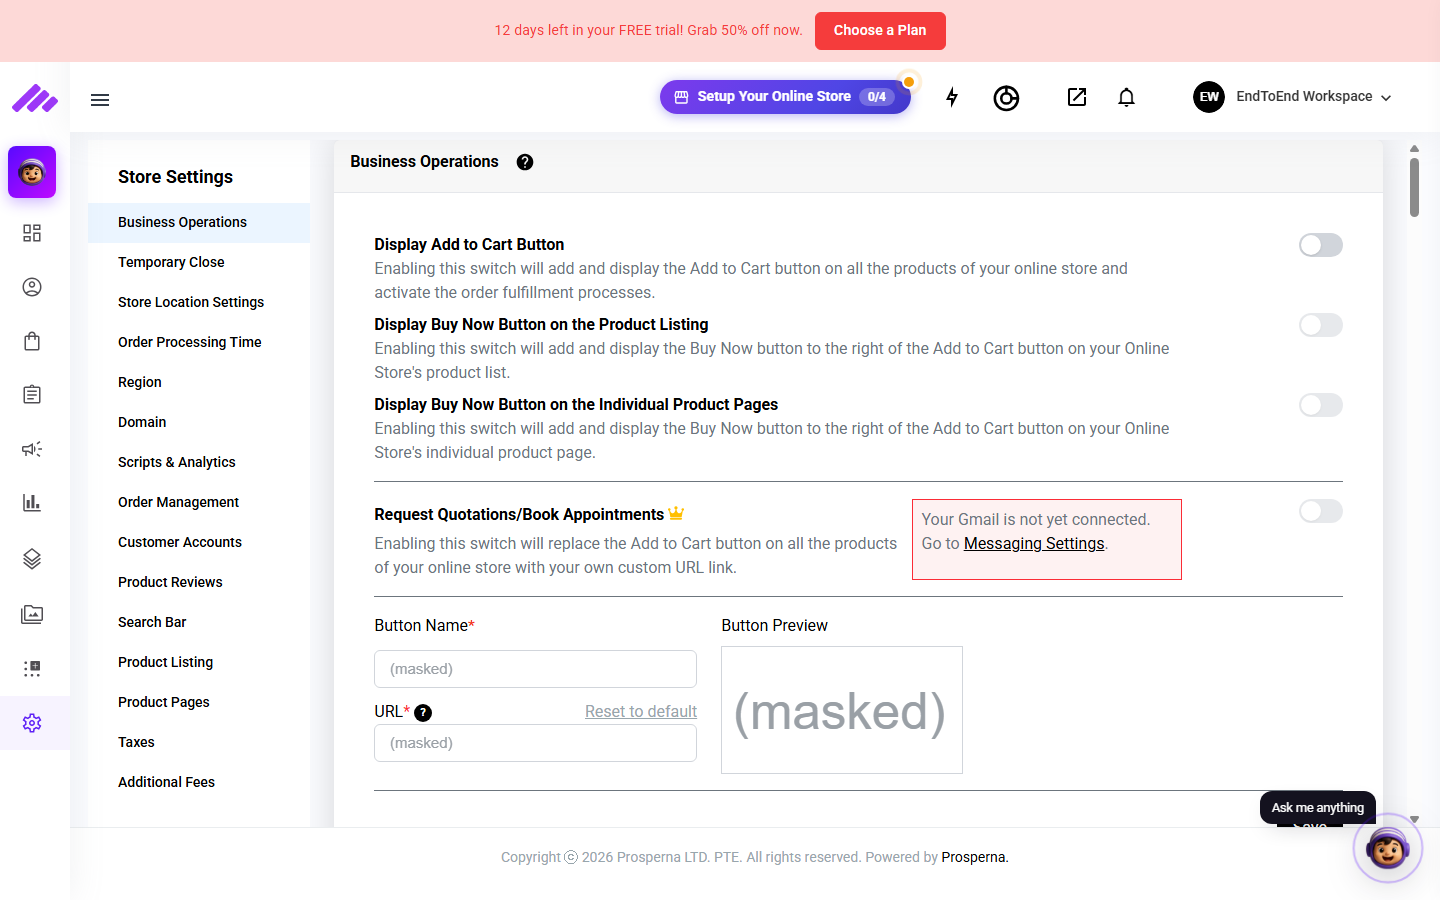 12 days left in your FREE trial! Grab 50% off now.
Choose a Plan
Setup Your Online Store 0/4
EW
EndToEnd Workspace
Store Settings
Business Operations
Temporary Close
Store Location Settings
Order Processing Time
Region
Domain
Scripts & Analytics
Order Management
Customer Accounts
Product Reviews
Search Bar
Product Listing
Product Pages
Taxes
Additional Fees
Business Operations ?
Display Add to Cart Button
Enabling this switch will add and display the Add to Cart button on all the products of your online store and
activate the order fulfillment processes.
Display Buy Now Button on the Product Listing
Enabling this switch will add and display the Buy Now button to the right of the Add to Cart button on your Online
Store's product list.
Display Buy Now Button on the Individual Product Pages
Enabling this switch will add and display the Buy Now button to the right of the Add to Cart button on your Online
Store's individual product page.
Request Quotations/Book Appointments
Enabling this switch will replace the Add to Cart button on all the products
of your online store with your own custom URL link.
Your Gmail is not yet connected.
Go to Messaging Settings.
Button Name*
(masked)
URL* ?
Reset to default
(masked)
Button Preview
(masked)
Ask me anything
Copyright © 2026 Prosperna LTD. PTE. All rights reserved. Powered by Prosperna.